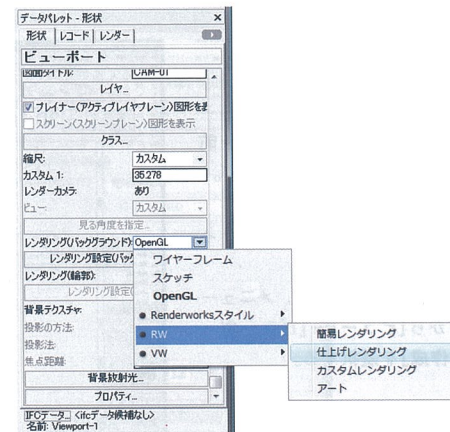 データパレット - 形状 ×
形状 レコード レンダー
ビューポート
図面タイトル: CAM-01
レイヤ...
プレイナー(アクティブレイヤプレーン)図形を
スクリーン(スクリーンプレーン)図形を表示
クラス...
縮尺: カスタム
カスタム 1: 35.278
レンダーカメラ: あり
ビュー: カスタム
見る角度を指定...
レンダリング(バックグラウンド): OpenGL
レンダリング設定(バック
レンダリング(輪郭):
レンダリング設定(
背景テクスチャ:
投影の方法:
投影法:
焦点距離:
背景放射光...
プロパティ...
IFCデータ... <ifcデータ候補なし>
名前: Viewport-1
ワイヤーフレーム
スケッチ
OpenGL
Renderworksスタイル
RW
VW
簡易レンダリング
仕上げレンダリング
カスタムレンダリング
アート